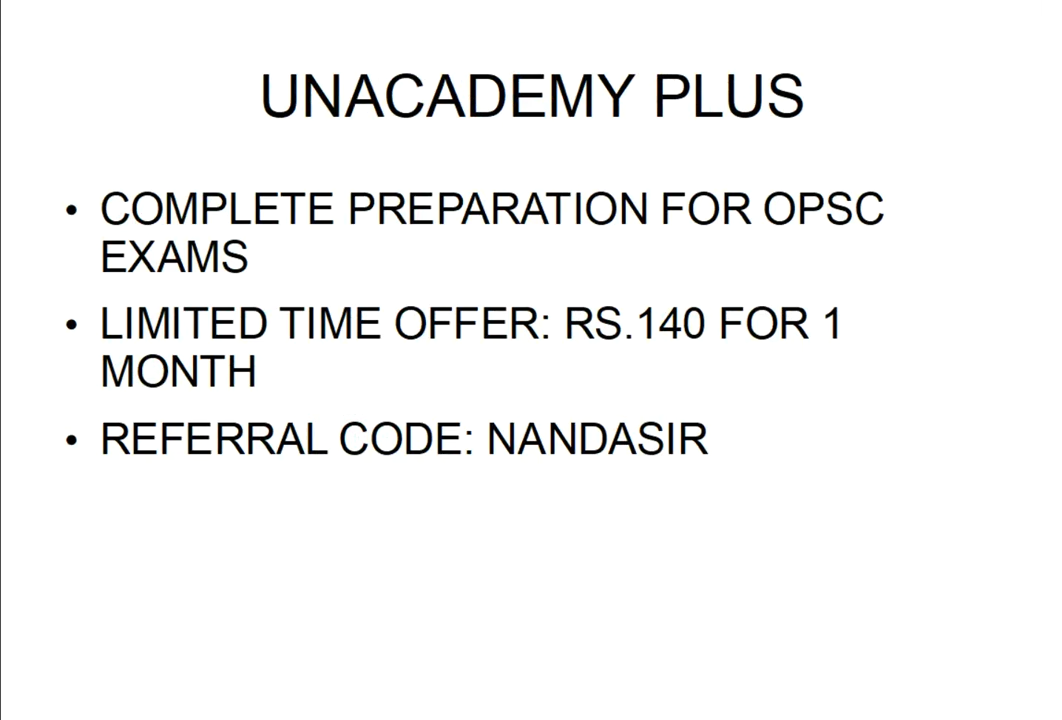 UNACADEMY PLUS
• COMPLETE PREPARATION FOR OPSC
EXAMS
• LIMITED TIME OFFER: RS.140 FOR 1
MONTH
• REFERRAL CODE: NANDASIR